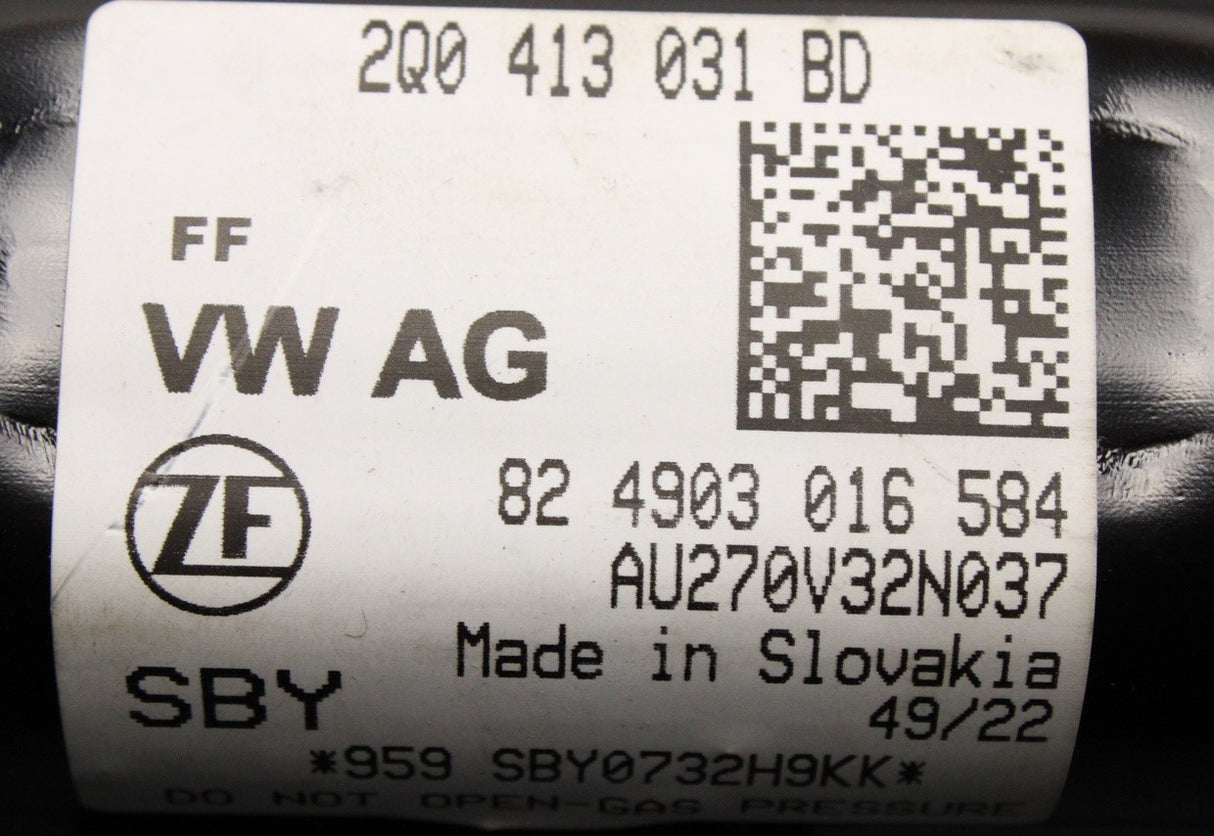 2Q0 413 031 BD
FF
VW AG
82 4903 016 584
ZF
AU270V32N037
Made in Slovakia
SBY
49/22
*959 SBY0732H9KK*
DO NOT OPEN-GAS PRESSURE